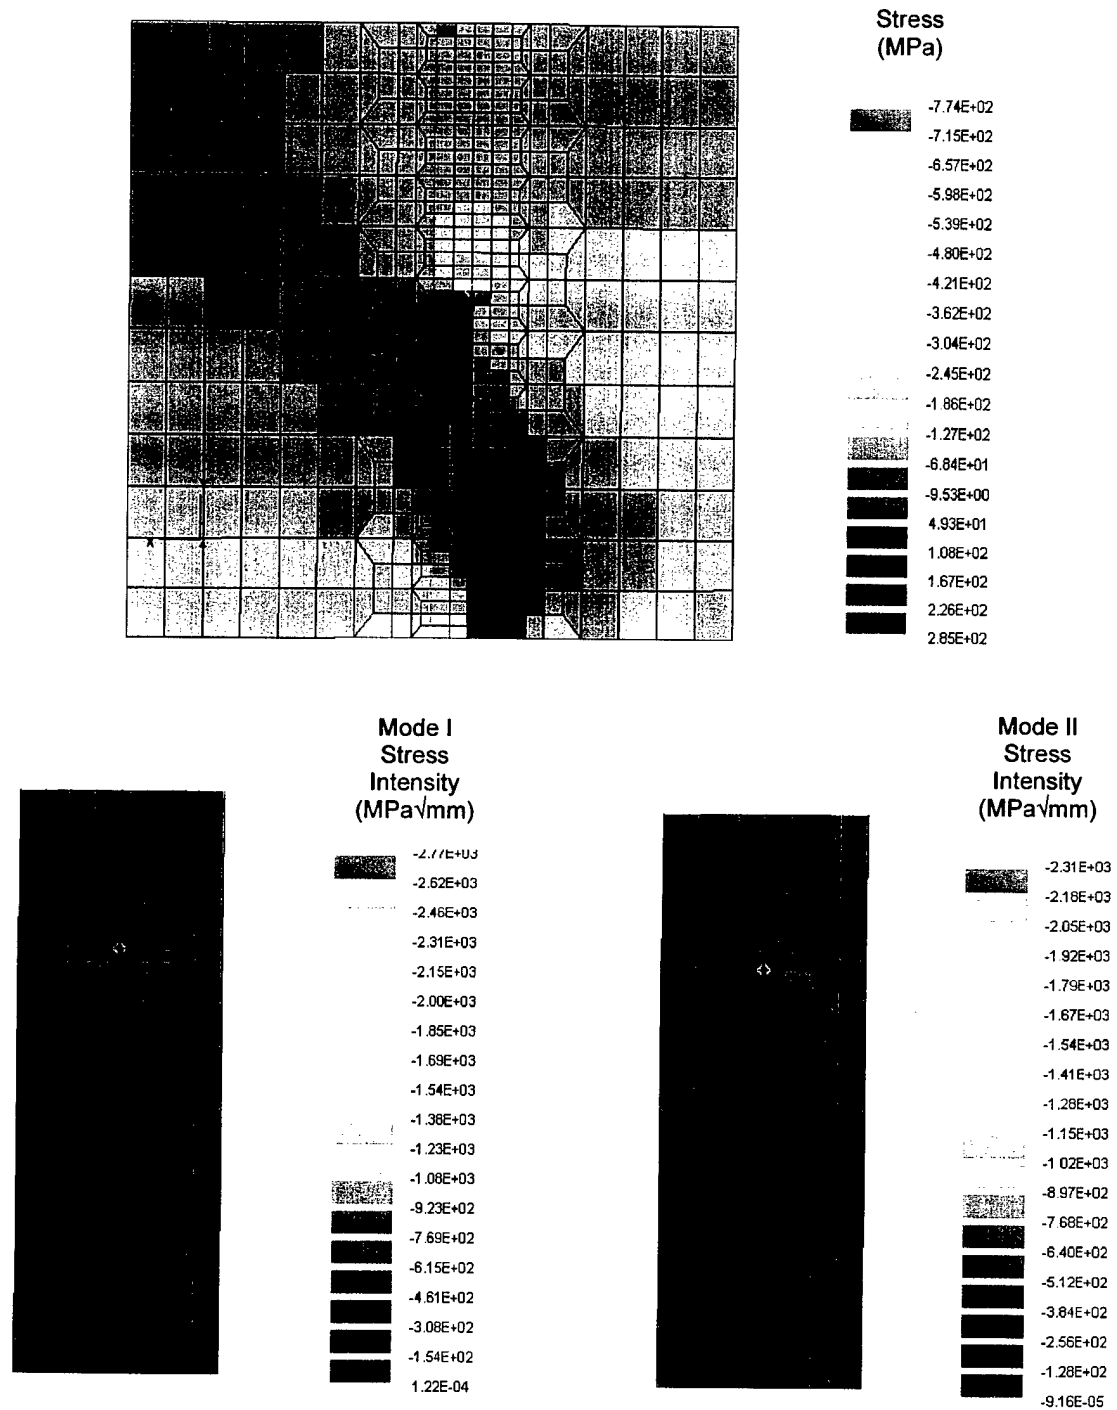 Stress
(MPa)
-7.74E+02
-7.15E+02
-6.57E+02
-5.98E+02
-5.39E+02
-4.80E+02
-4.21E+02
-3.62E+02
-3.04E+02
-2.45E+02
-1.86E+02
-1.27E+02
-6.84E+01
-9.53E+00
4.93E+01
1.08E+02
1.67E+02
2.26E+02
2.85E+02
X
Mode I
Stress
Intensity
(MPa√mm)
-2.77E+03
-2.62E+03
-2.46E+03
-2.31E+03
-2.15E+03
-2.00E+03
-1.85E+03
-1.69E+03
-1.54E+03
-1.38E+03
-1.23E+03
-1.08E+03
-9.23E+02
-7.69E+02
-6.15E+02
-4.61E+02
-3.08E+02
-1.54E+02
1.22E-04
Mode II
Stress
Intensity
(MPa√mm)
-2.31E+03
-2.18E+03
-2.05E+03
-1.92E+03
-1.79E+03
-1.67E+03
-1.54E+03
-1.41E+03
-1.28E+03
-1.15E+03
-1.02E+03
-8.97E+02
-7.68E+02
-6.40E+02
-5.12E+02
-3.84E+02
-2.56E+02
-1.28E+02
-9.16E-05